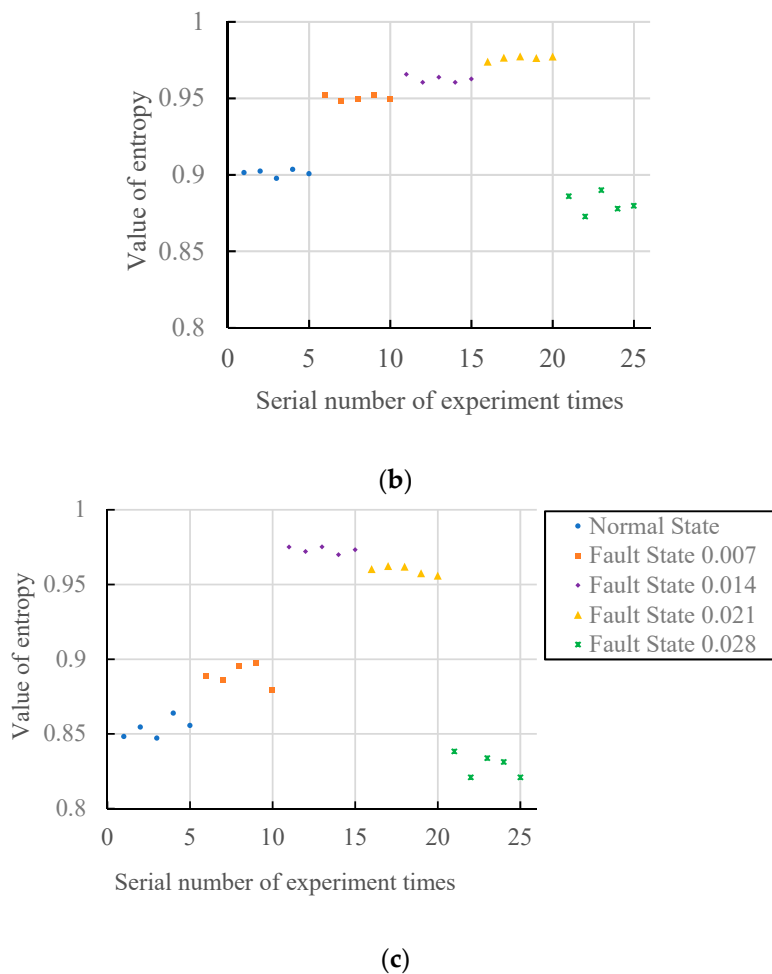 1
0.95
0.9
0.85
0.8
Value of entropy
0 5 10 15 20 25
Serial number of experiment times
(b)
1
0.95
0.9
0.85
0.8
Value of entropy
0 5 10 15 20 25
Serial number of experiment times
Normal State
Fault State 0.007
Fault State 0.014
Fault State 0.021
Fault State 0.028
(c)